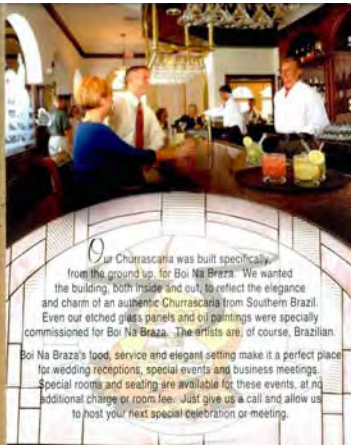 Our Churrascaria was built specifically,
from the ground up, for Boi Na Braza. We wanted
the building, both inside and out, to reflect the elegance
and charm of an authentic Churrascaria from Southern Brazil.
Even our etched glass panels and oil paintings were specially
commissioned for Boi Na Braza. The artists are, of course, Brazilian.
Boi Na Braza's food, service and elegant setting make it a perfect place
for wedding receptions, special events and business meetings.
Special rooms and seating are available for these events, at no
additional charge or room fee. Just give us a call and allow us
to host your next special celebration or meeting.